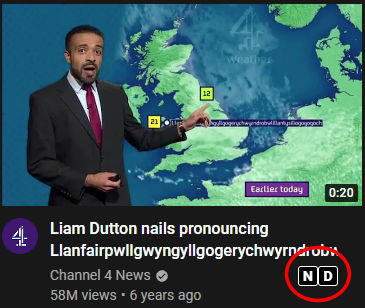 4
weather
12
21
Earlier today
0:20
4
Liam Dutton nails pronouncing
Llanfairpwllgwyngyllgogerychwyrndrobw
Channel 4 News
N D
58M views • 6 years ago